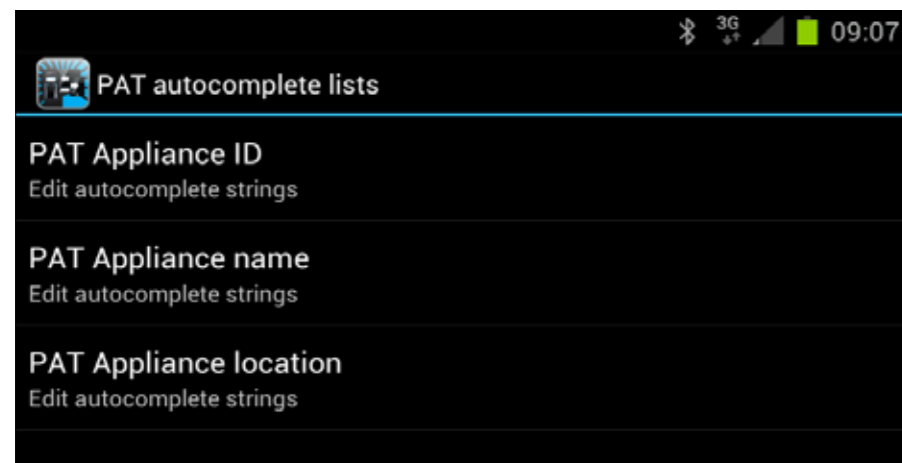 3G 09:07
PAT autocomplete lists
PAT Appliance ID
Edit autocomplete strings
PAT Appliance name
Edit autocomplete strings
PAT Appliance location
Edit autocomplete strings